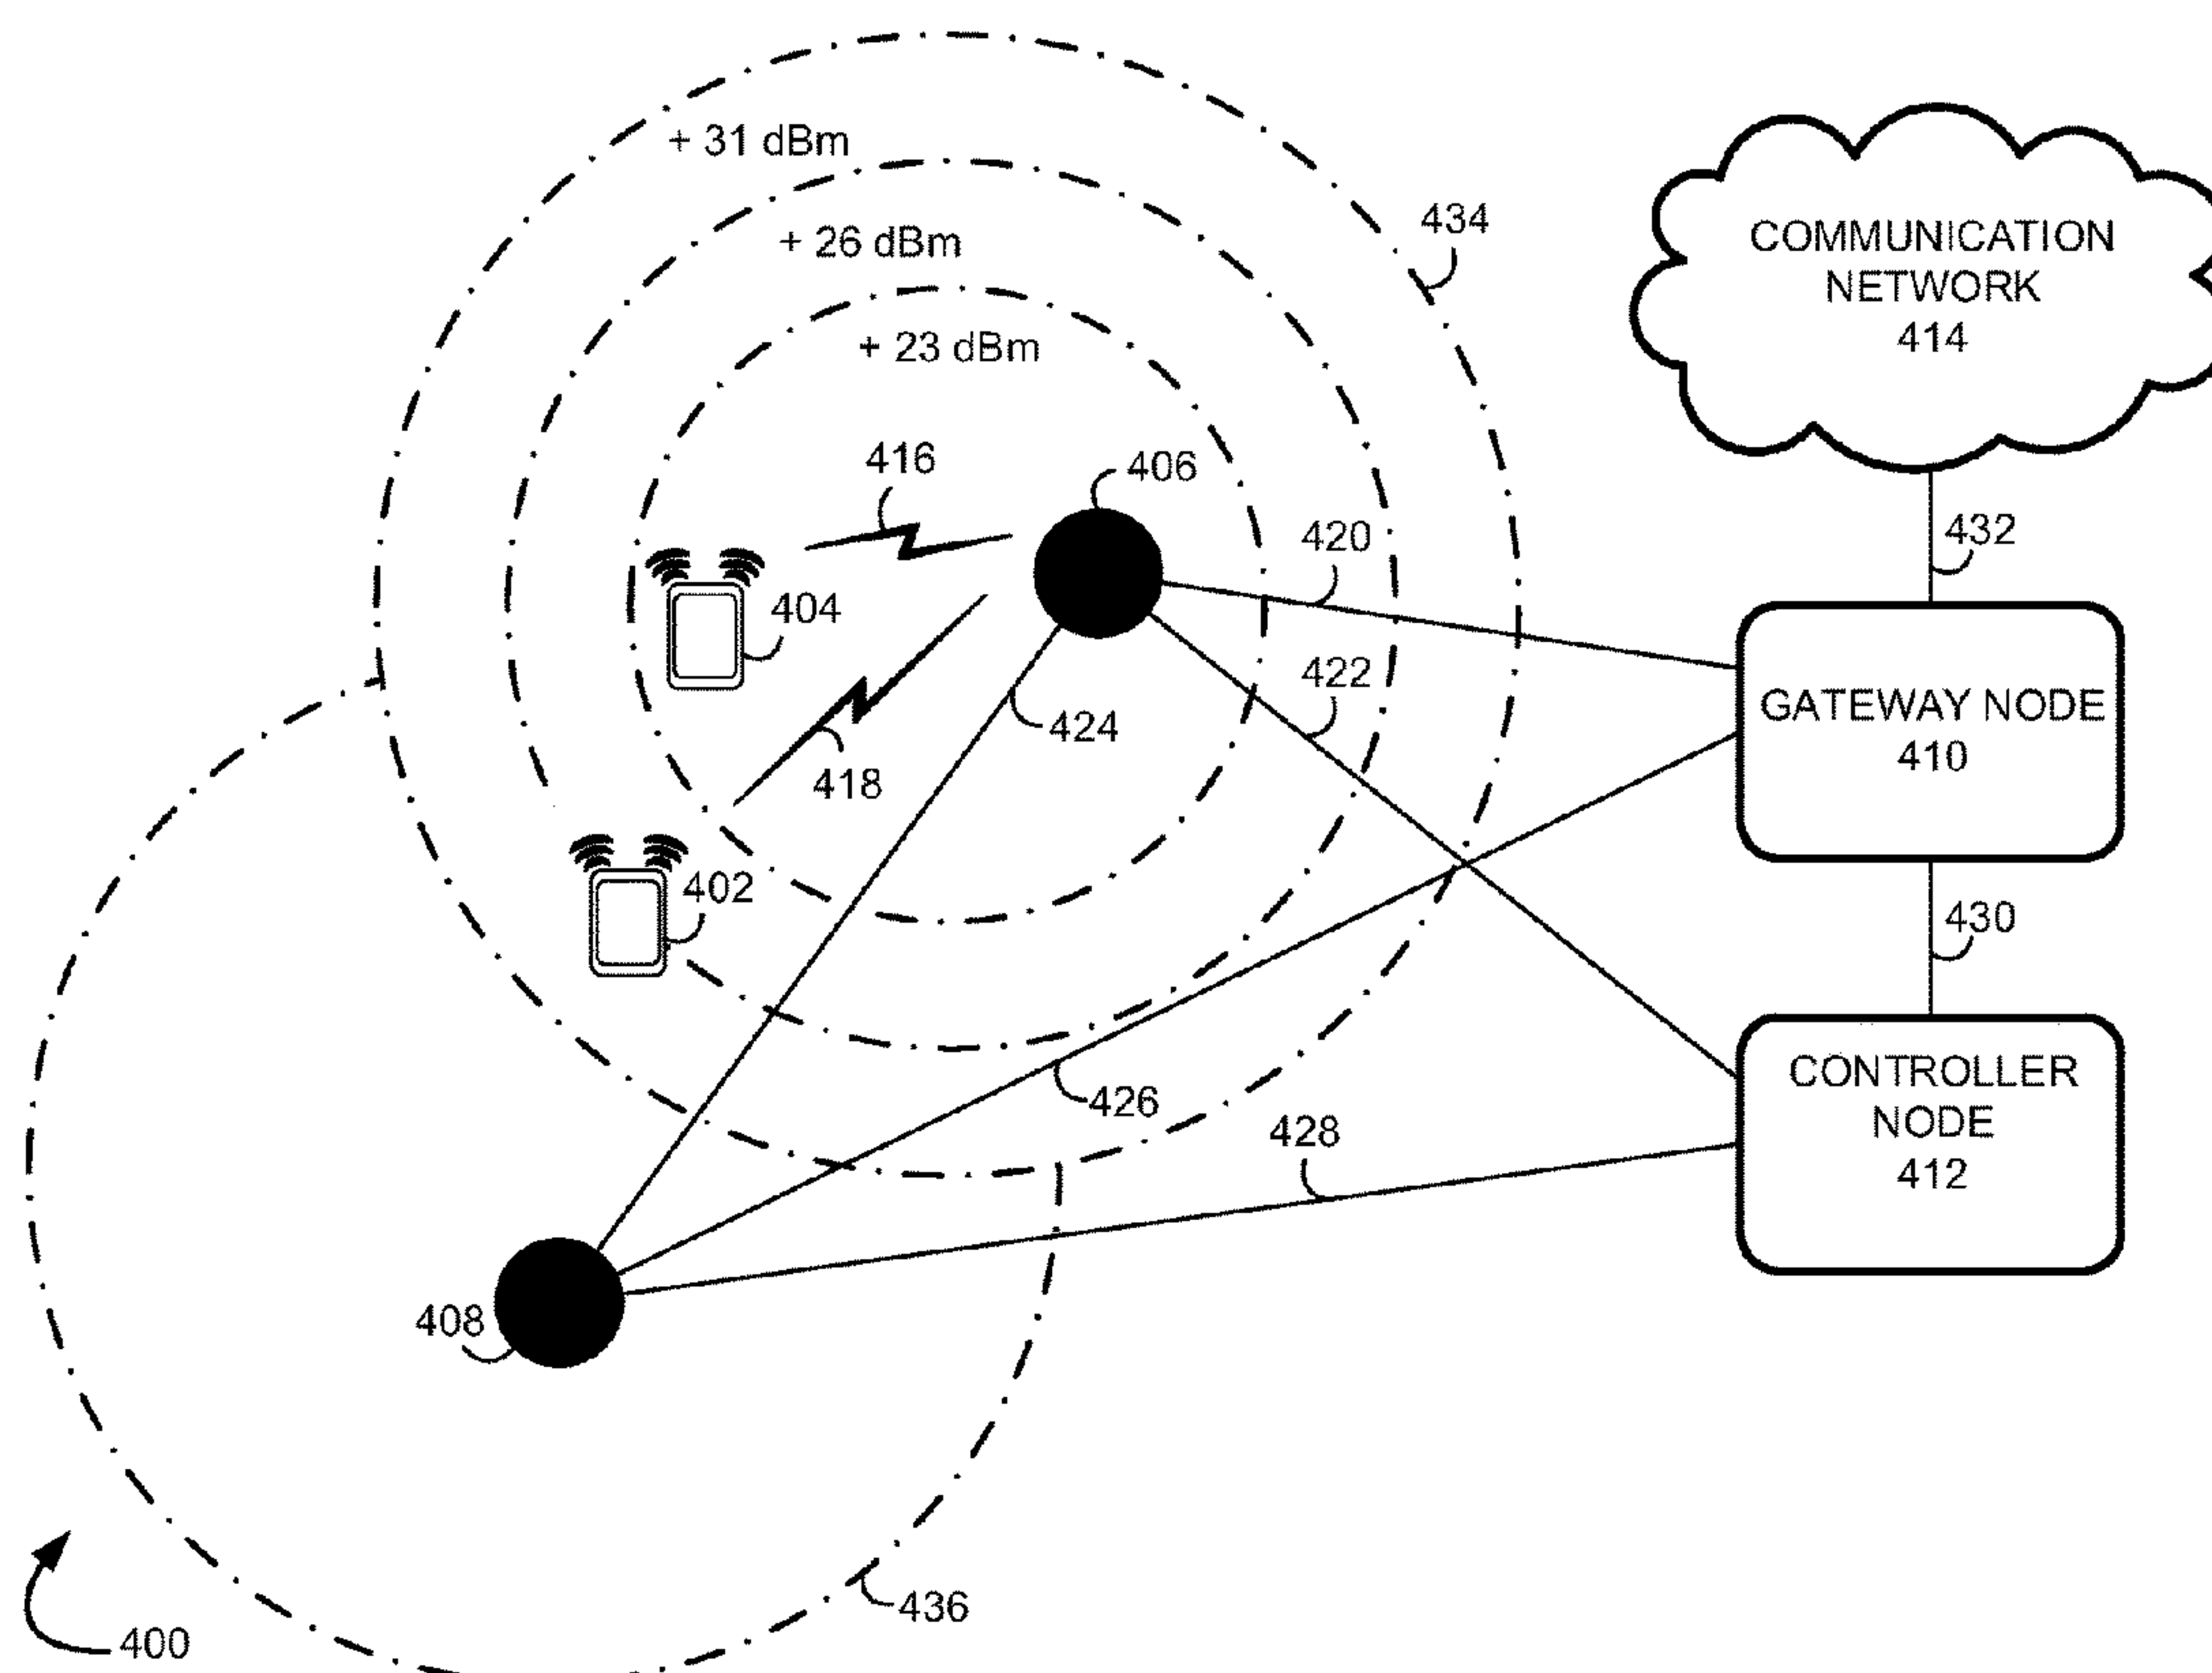 + 31 dBm
+ 26 dBm
+ 23 dBm
434
COMMUNICATION
NETWORK
414
416
406
420
432
404
422
424
418
GATEWAY NODE
410
402
430
426
428
CONTROLLER
NODE
412
408
436
400